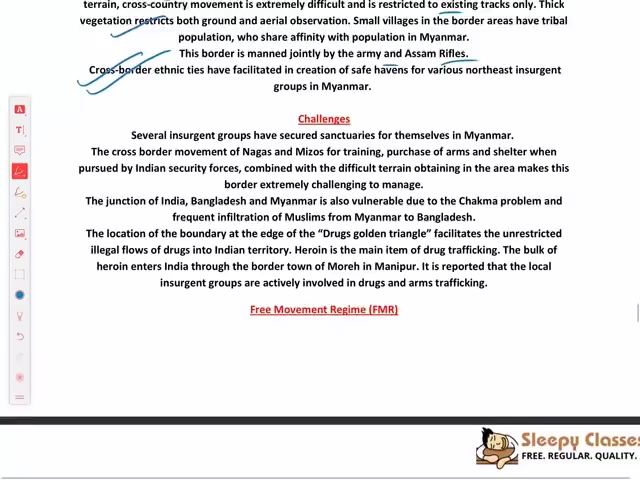 terrain, cross-country movement is extremely difficult and is restricted to existing tracks only. Thick
vegetation restricts both ground and aerial observation. Small villages in the border areas have tribal
population, who share affinity with population in Myanmar.
This border is manned jointly by the army and Assam Rifles.
Cross-border ethnic ties have facilitated in creation of safe havens for various northeast insurgent
groups in Myanmar.
Challenges
Several insurgent groups have secured sanctuaries for themselves in Myanmar.
The cross border movement of Nagas and Mizos for training, purchase of arms and shelter when
pursued by Indian security forces, combined with the difficult terrain obtaining in the area makes this
border extremely challenging to manage.
The junction of India, Bangladesh and Myanmar is also vulnerable due to the Chakma problem and
frequent infiltration of Muslims from Myanmar to Bangladesh.
The location of the boundary at the edge of the “Drugs golden triangle” facilitates the unrestricted
illegal flows of drugs into Indian territory. Heroin is the main item of drug trafficking. The bulk of
heroin enters India through the border town of Moreh in Manipur. It is reported that the local
insurgent groups are actively involved in drugs and arms trafficking.
Free Movement Regime (FMR)
Sleepy Classes
FREE. REGULAR. QUALITY.